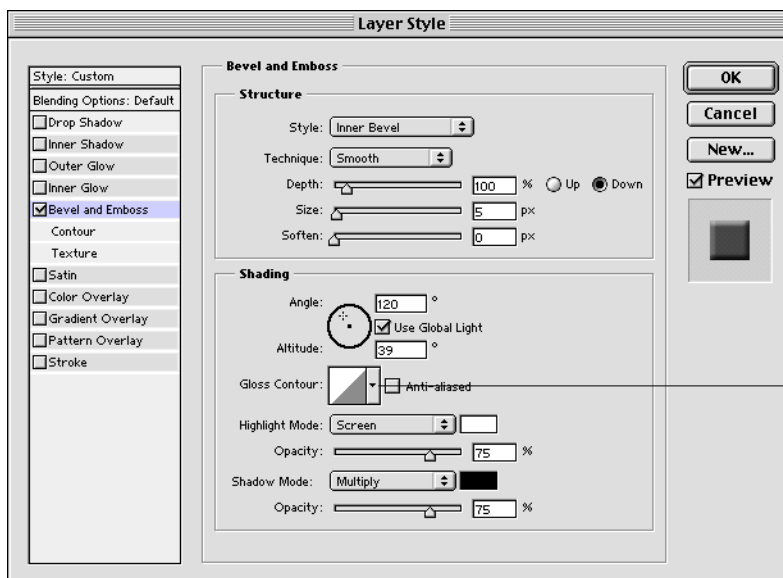 Layer Style
Style: Custom
Blending Options: Default
Drop Shadow
Inner Shadow
Outer Glow
Inner Glow
Bevel and Emboss
Contour
Texture
Satin
Color Overlay
Gradient Overlay
Pattern Overlay
Stroke
Bevel and Emboss
Structure
Style: Inner Bevel
Technique: Smooth
Depth: 100 % Up Down
Size: 5 px
Soften: 0 px
Shading
Angle: 120 °
Use Global Light
Altitude: 39 °
Gloss Contour: Anti-aliased
Highlight Mode: Screen
Opacity: 75 %
Shadow Mode: Multiply
Opacity: 75 %
OK
Cancel
New...
Preview